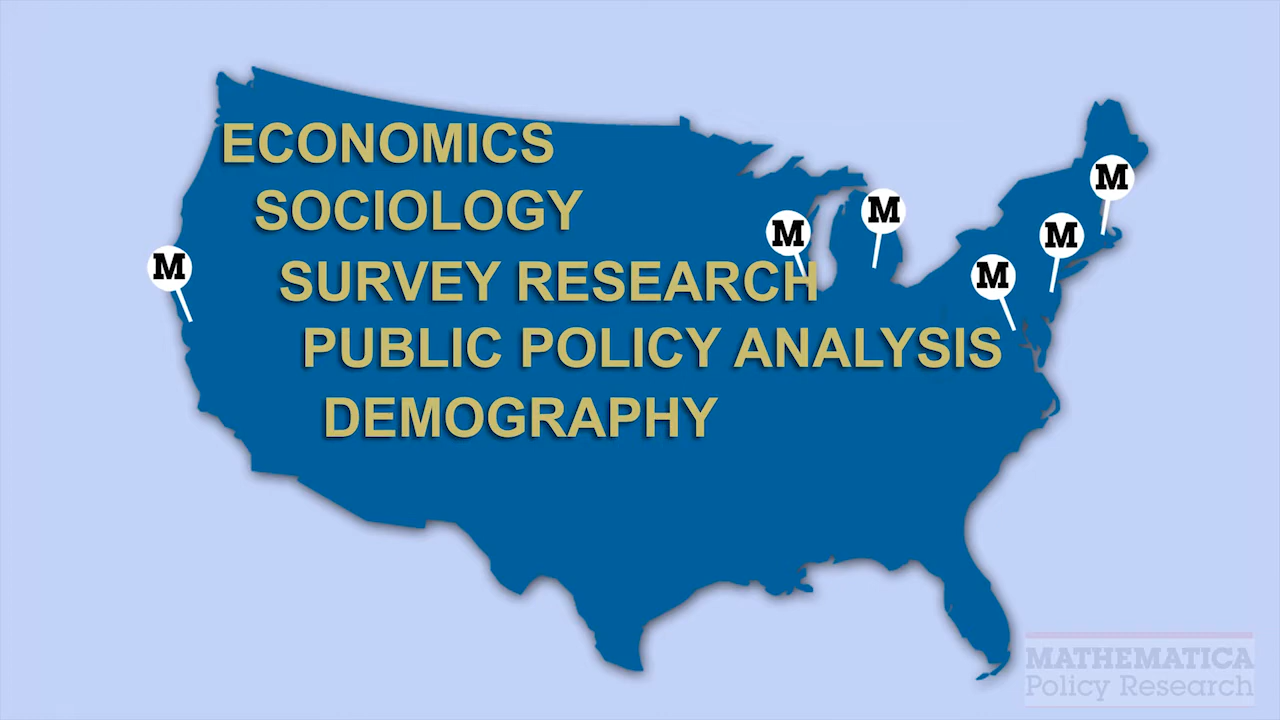 ECONOMICS
SOCIOLOGY
SURVEY RESEARCH
PUBLIC POLICY ANALYSIS
DEMOGRAPHY
M
M
M
M
M
M
MATHEMATICA
Policy Research